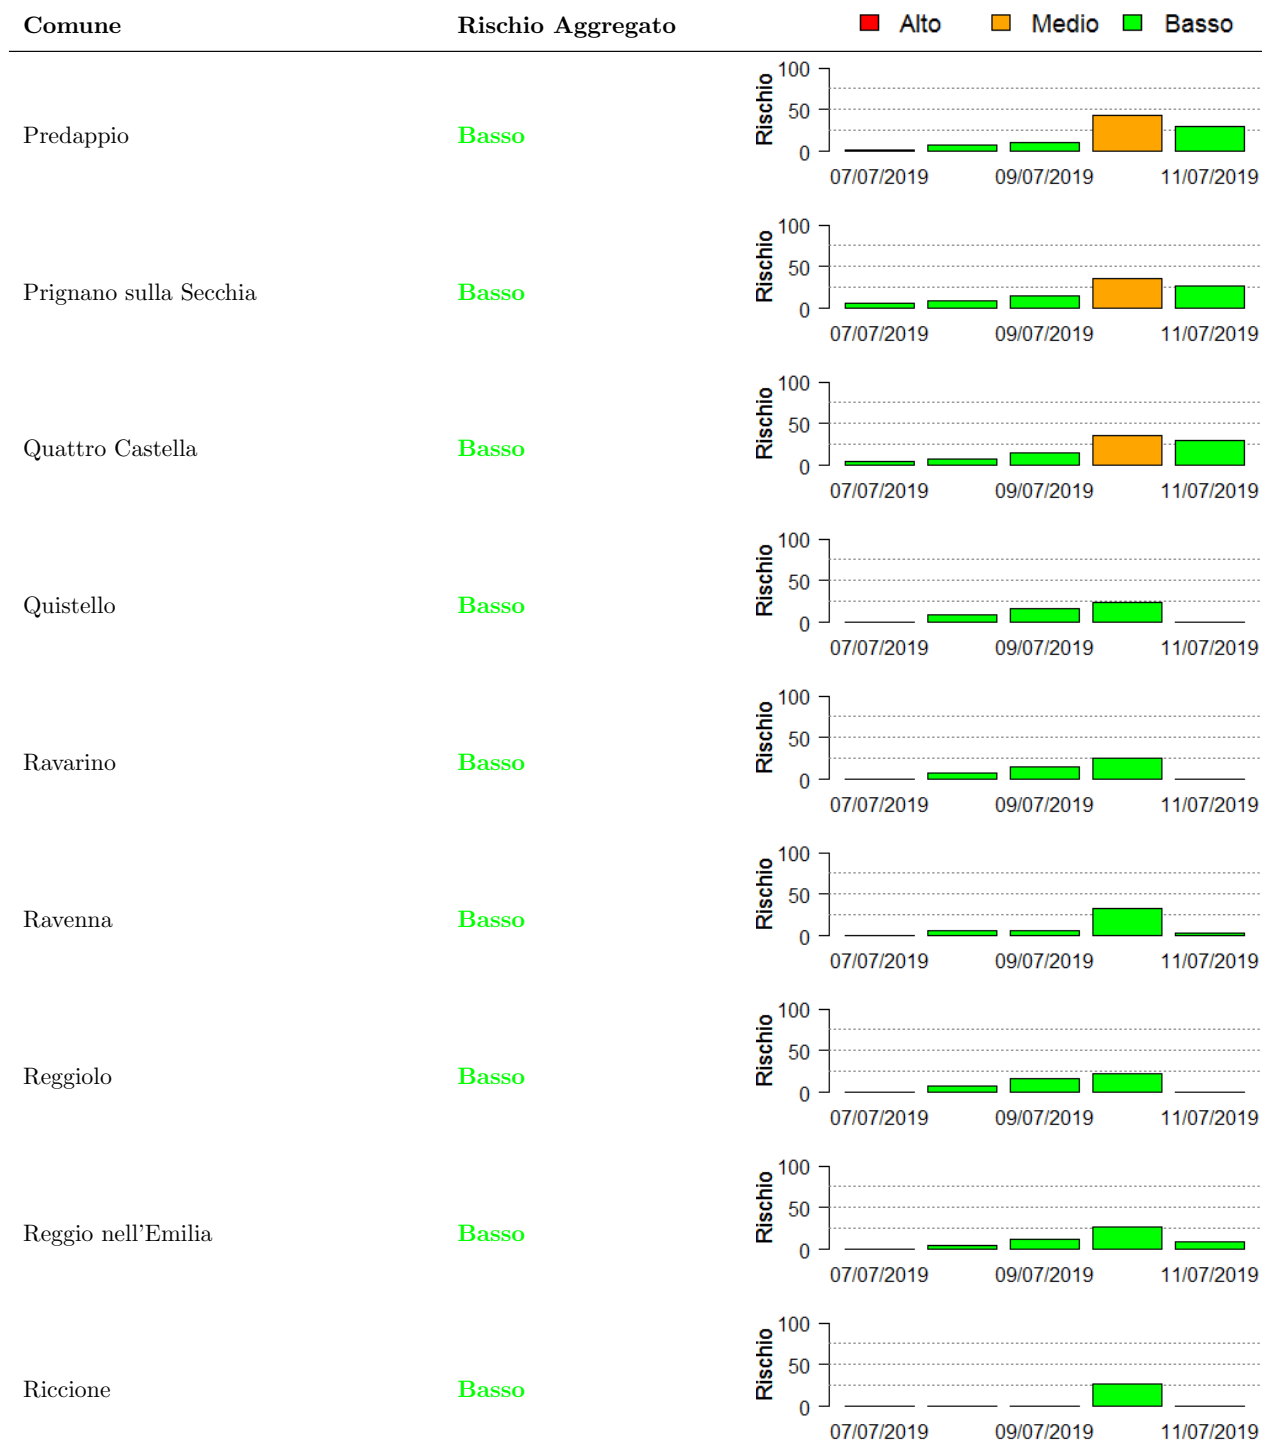 Comune Rischio Aggregato Alto Medio Basso
Predappio Basso Rischio 100 50 0
07/07/2019 09/07/2019 11/07/2019
Prignano sulla Secchia Basso Rischio 100 50 0
07/07/2019 09/07/2019 11/07/2019
Quattro Castella Basso Rischio 100 50 0
07/07/2019 09/07/2019 11/07/2019
Quistello Basso Rischio 100 50 0
07/07/2019 09/07/2019 11/07/2019
Ravarino Basso Rischio 100 50 0
07/07/2019 09/07/2019 11/07/2019
Ravenna Basso Rischio 100 50 0
07/07/2019 09/07/2019 11/07/2019
Reggiolo Basso Rischio 100 50 0
07/07/2019 09/07/2019 11/07/2019
Reggio nell'Emilia Basso Rischio 100 50 0
07/07/2019 09/07/2019 11/07/2019
Riccione Basso Rischio 100 50 0
07/07/2019 09/07/2019 11/07/2019